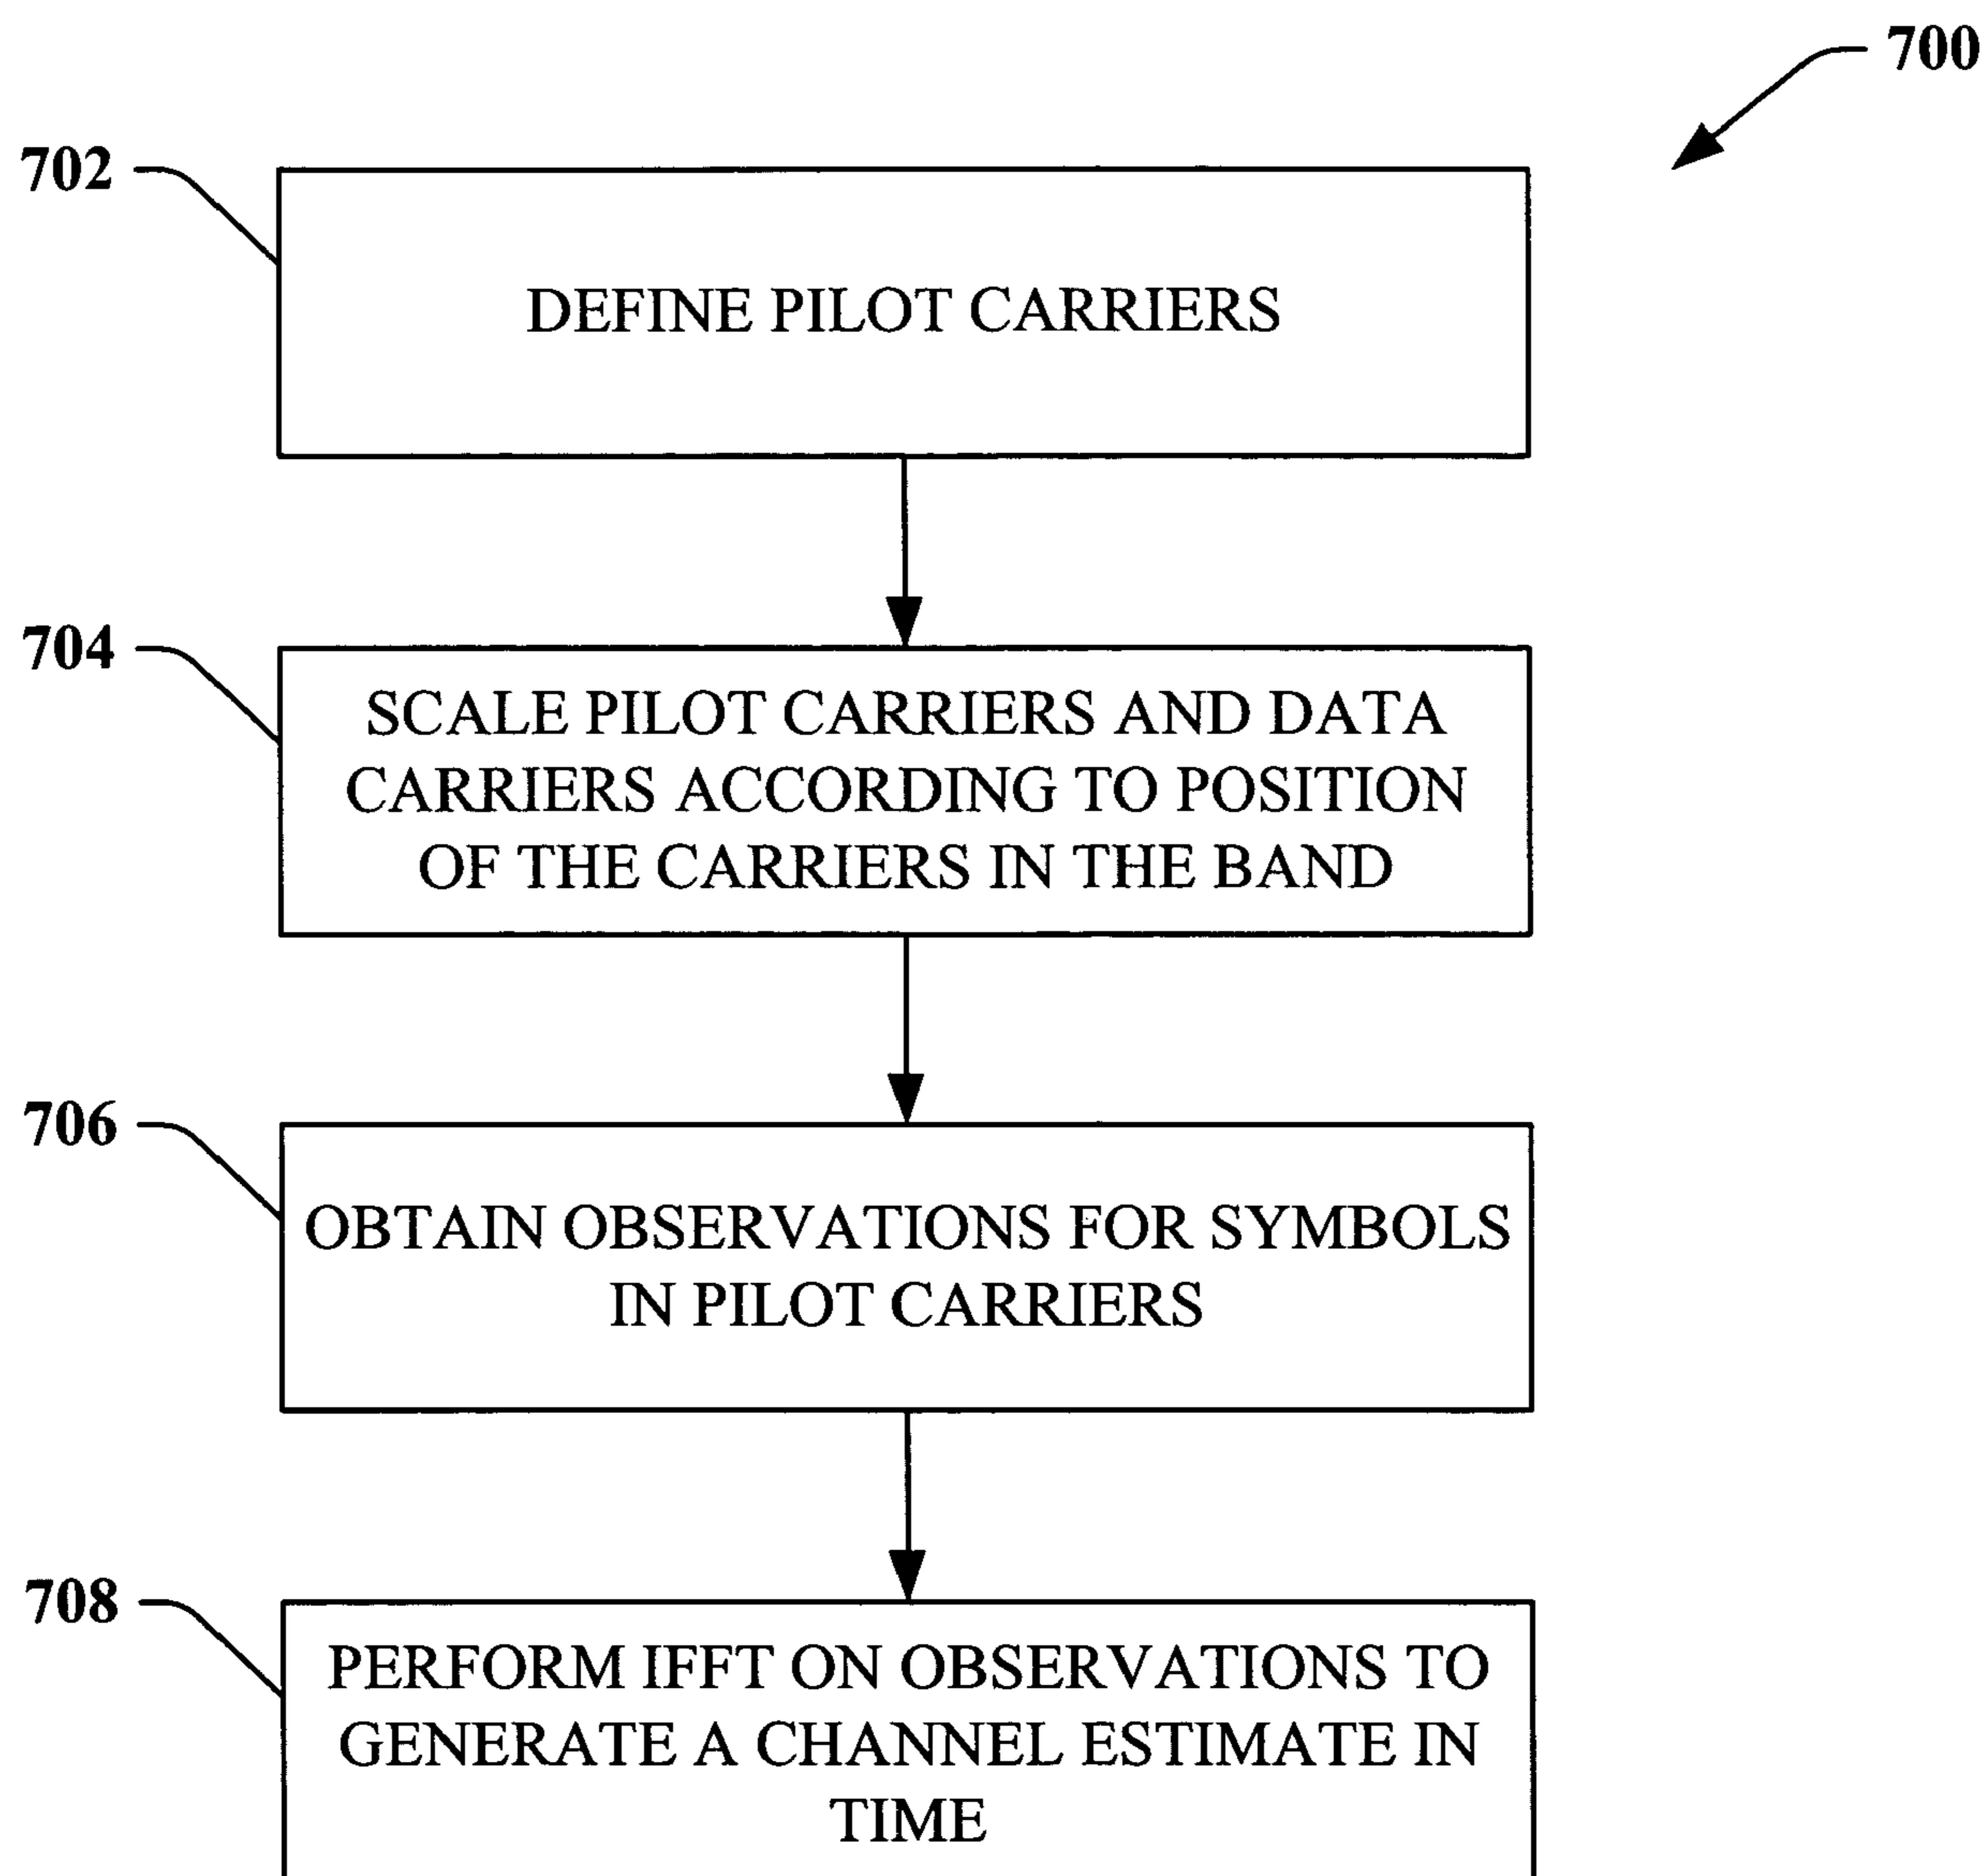 700
702
DEFINE PILOT CARRIERS
704
SCALE PILOT CARRIERS AND DATA
CARRIERS ACCORDING TO POSITION
OF THE CARRIERS IN THE BAND
706
OBTAIN OBSERVATIONS FOR SYMBOLS
IN PILOT CARRIERS
708
PERFORM IFFT ON OBSERVATIONS TO
GENERATE A CHANNEL ESTIMATE IN
TIME